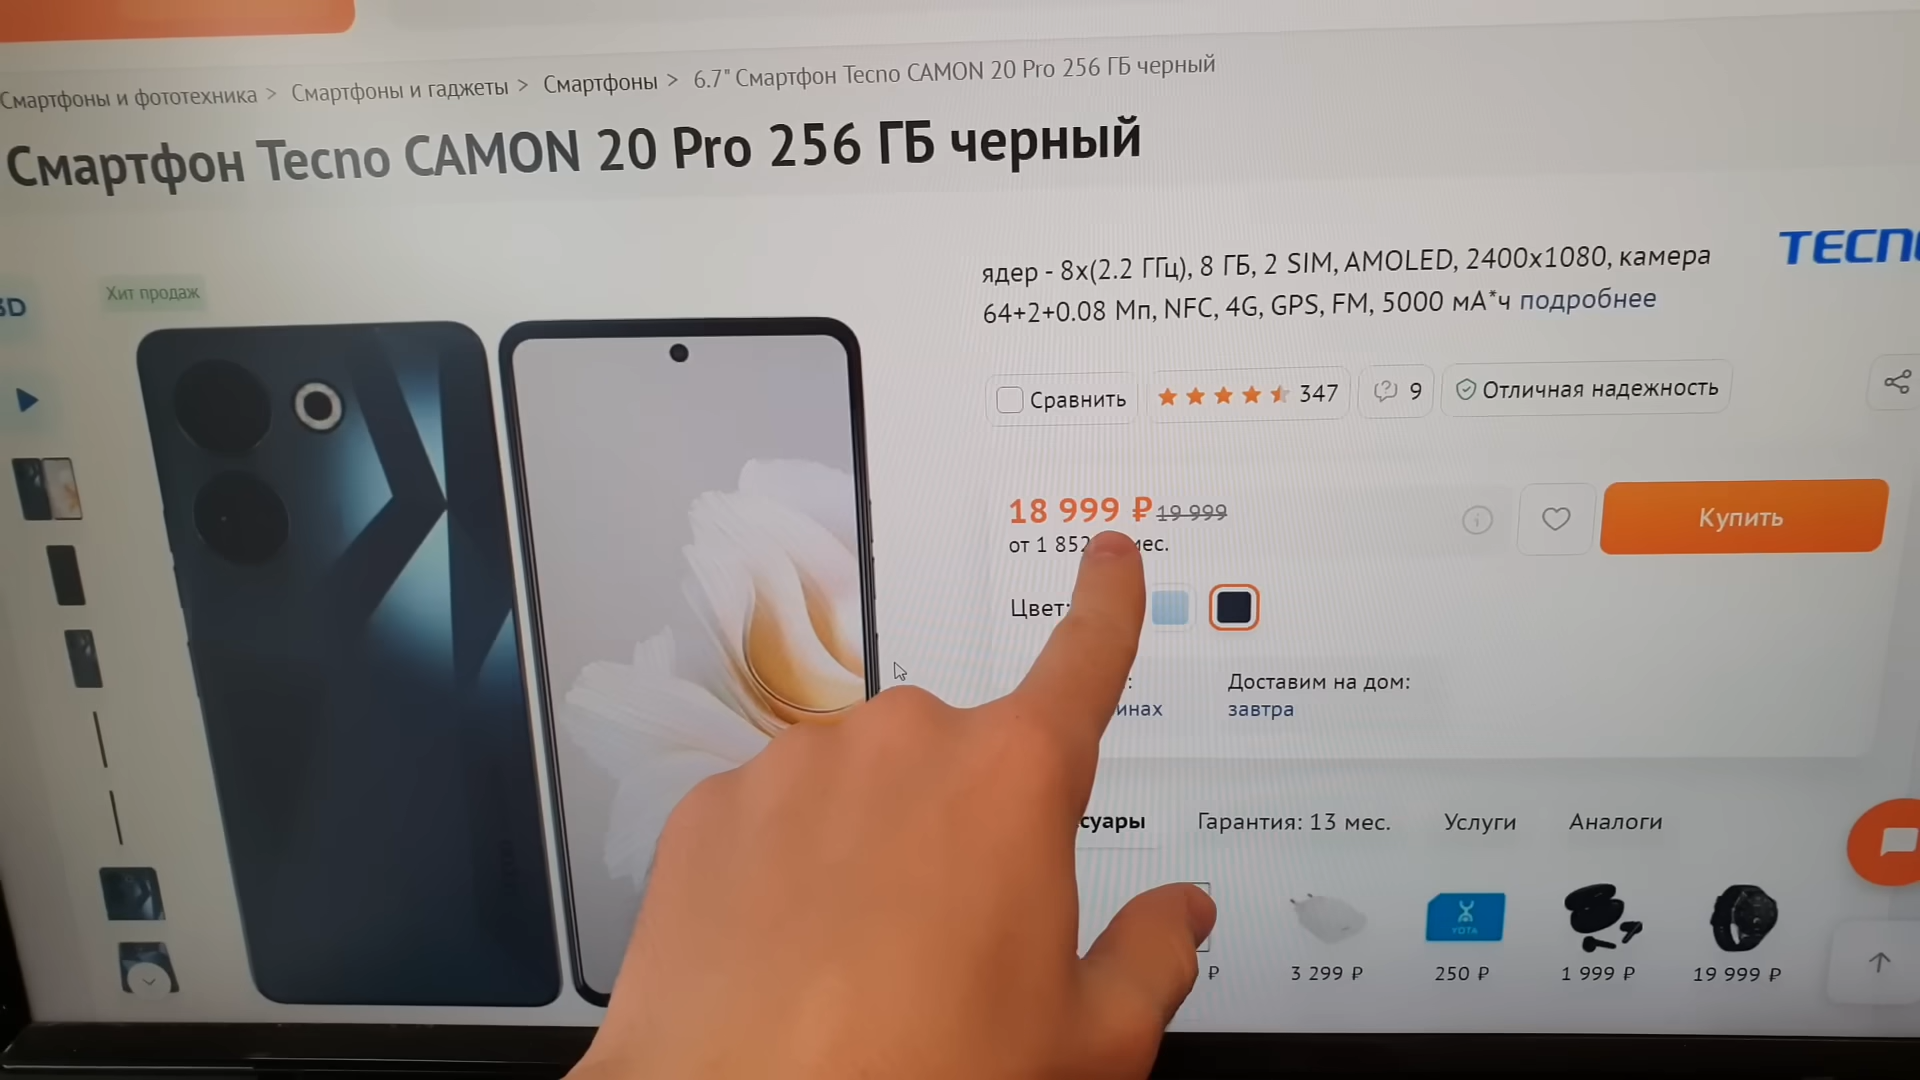 Смартфоны и фототехника > Смартфоны и гаджеты > Смартфоны > 6.7" Смартфон Tecno CAMON 20 Pro 256 ГБ черный
Смартфон Tecno CAMON 20 Pro 256 ГБ черный
TECNO
3D
Хит продаж
ядер - 8x(2.2 ГГц), 8 ГБ, 2 SIM, AMOLED, 2400x1080, камера
64+2+0.08 Мп, NFC, 4G, GPS, FM, 5000 мА*ч подробнее
Сравнить
347
9
Отличная надежность
18 999 ₽ 19 999
от 1 852 мес.
Купить
Цвет:
Доставим на дом:
завтра
Гарантия: 13 мес.
Услуги
Аналоги
YOTA
₽
3 299 ₽
250 ₽
1 999 ₽
19 999 ₽